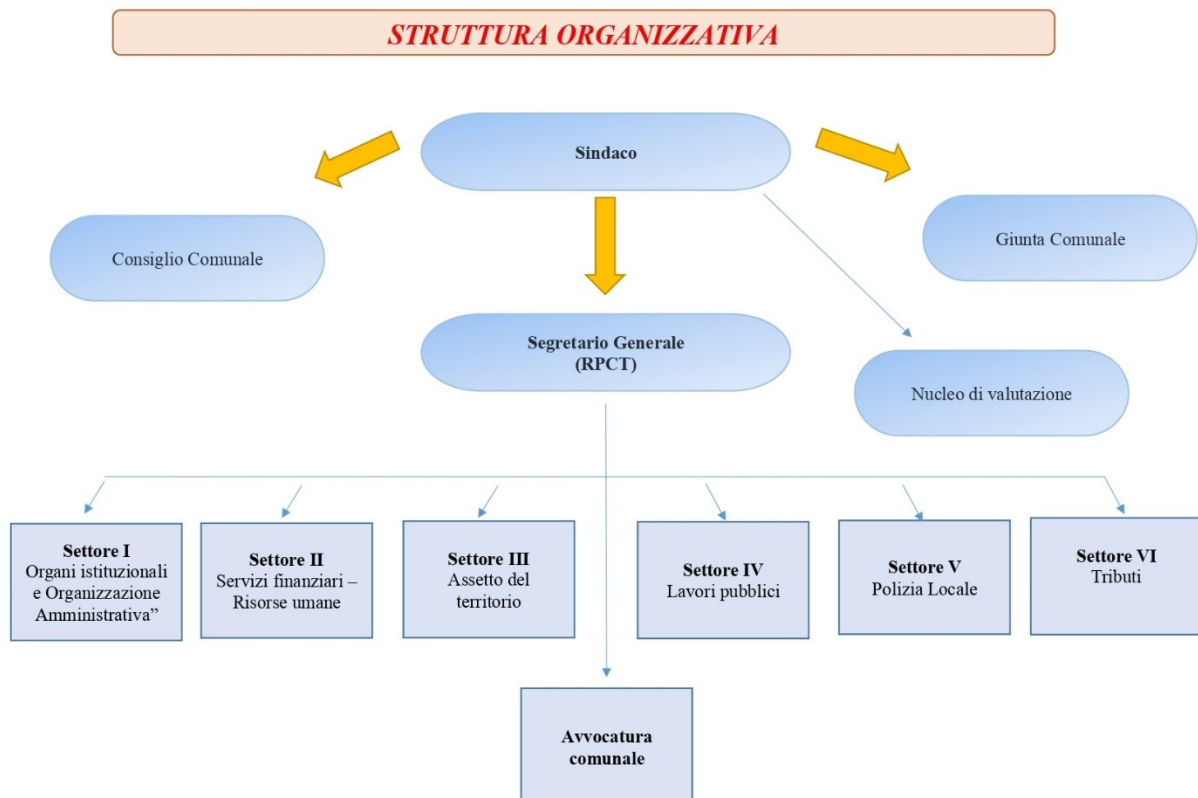 STRUTTURA ORGANIZZATIVA
Sindaco
Consiglio Comunale
Giunta Comunale
Segretario Generale
(RPCT)
Nucleo di valutazione
Settore I
Organi istituzionali
e Organizzazione
Amministrativa”
Settore II
Servizi finanziari –
Risorse umane
Settore III
Assetto del
territorio
Settore IV
Lavori pubblici
Settore V
Polizia Locale
Settore VI
Tributi
Avvocatura
comunale